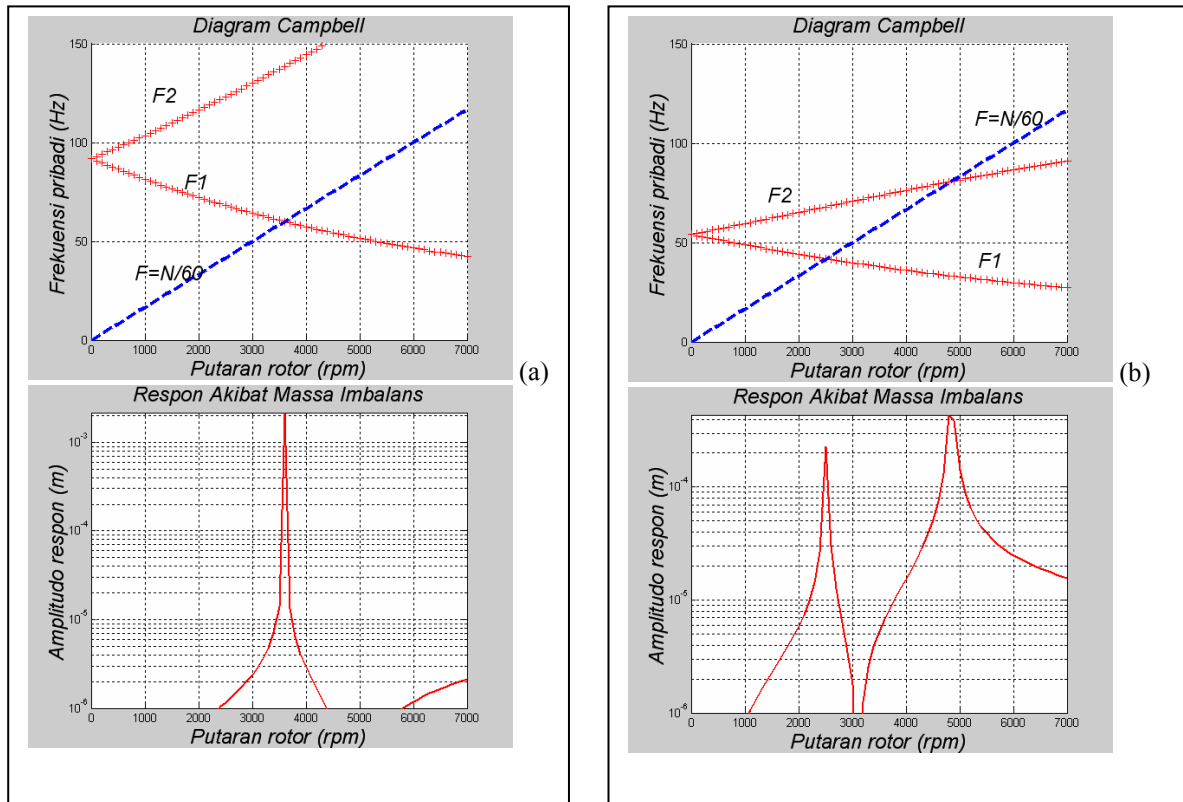 Diagram Campbell
150
100
50
0
Frekuensi pribadi (Hz)
F2
F1
F=N/60
0 1000 2000 3000 4000 5000 6000 7000
Putaran rotor (rpm)
(a)
Respon Akibat Massa Imbalans
10-3
10-4
10-5
10-6
Amplitudo respon (m)
0 1000 2000 3000 4000 5000 6000 7000
Putaran rotor (rpm)
Diagram Campbell
150
100
50
0
Frekuensi pribadi (Hz)
F=N/60
F2
F1
0 1000 2000 3000 4000 5000 6000 7000
Putaran rotor (rpm)
(b)
Respon Akibat Massa Imbalans
10-4
10-5
10-6
Amplitudo respon (m)
0 1000 2000 3000 4000 5000 6000 7000
Putaran rotor (rpm)